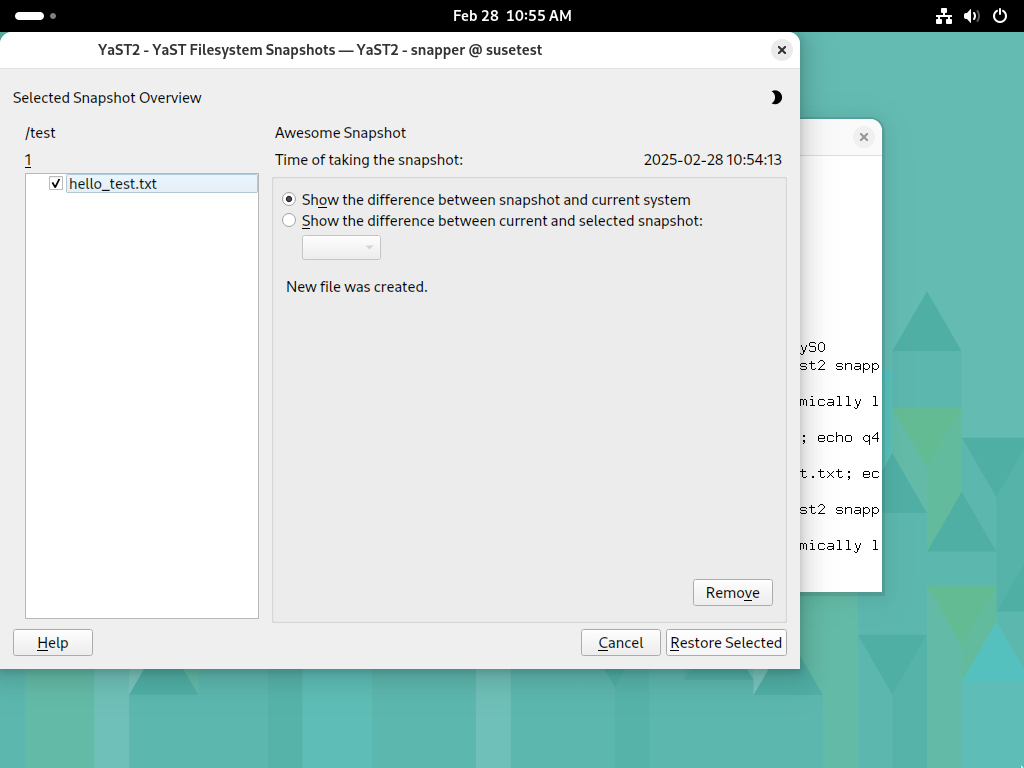 Feb 28 10:55 AM
YaST2 - YaST Filesystem Snapshots — YaST2 - snapper @ susetest
Selected Snapshot Overview
/test
Awesome Snapshot
1
Time of taking the snapshot:
2025-02-28 10:54:13
hello_test.txt
Show the difference between snapshot and current system
Show the difference between current and selected snapshot:
New file was created.
ySO
st2 snapp
mically l
; echo q4
t.txt; ec
st2 snapp
mically l
Remove
Help
Cancel
Restore Selected